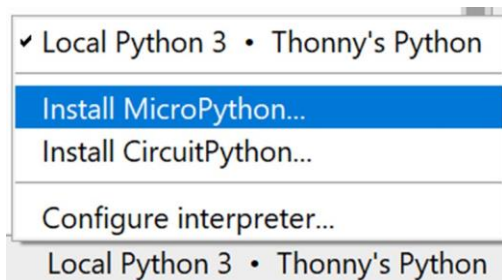 ✓ Local Python 3 • Thonny's Python
Install MicroPython...
Install CircuitPython...
Configure interpreter...
Local Python 3 • Thonny's Python